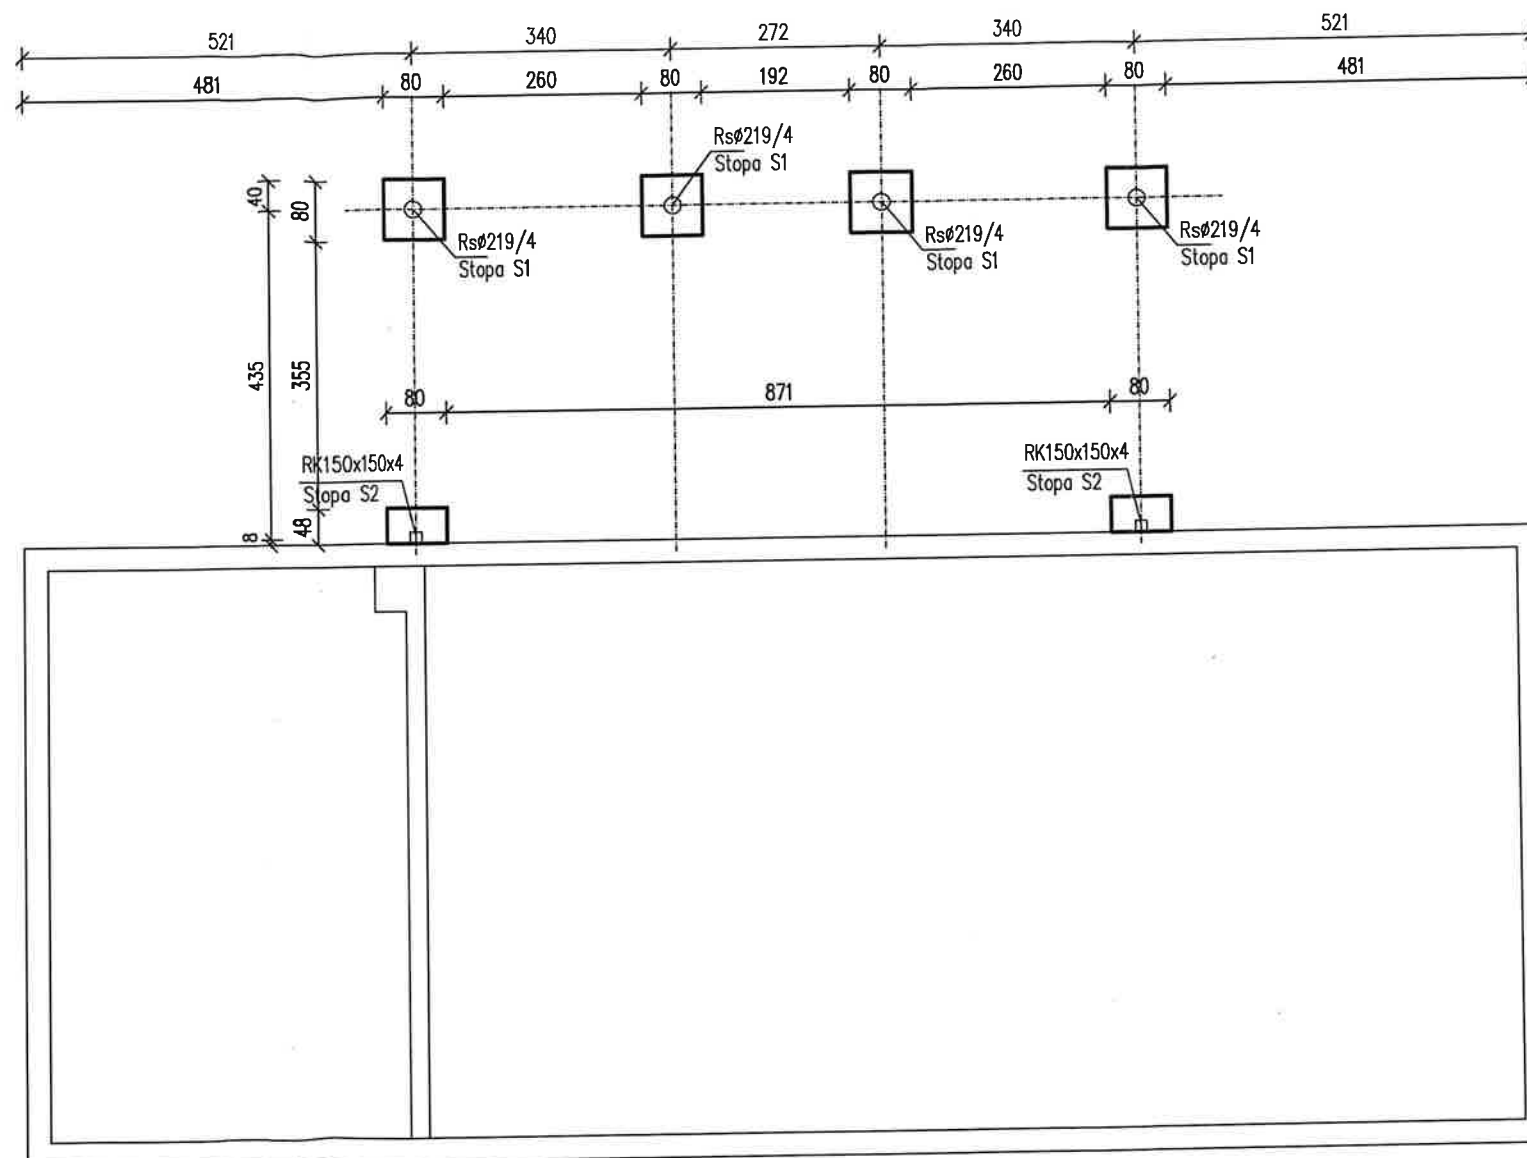 521 340 272 340 521
481 80 260 80 192 80 260 80 481
Rsø219/4
Stopa S1
40
80
Rsø219/4
Stopa S1
Rsø219/4
Stopa S1
Rsø219/4
Stopa S1
435
355
80 871 80
RK150x150x4
Stopa S2
RK150x150x4
Stopa S2
8
48